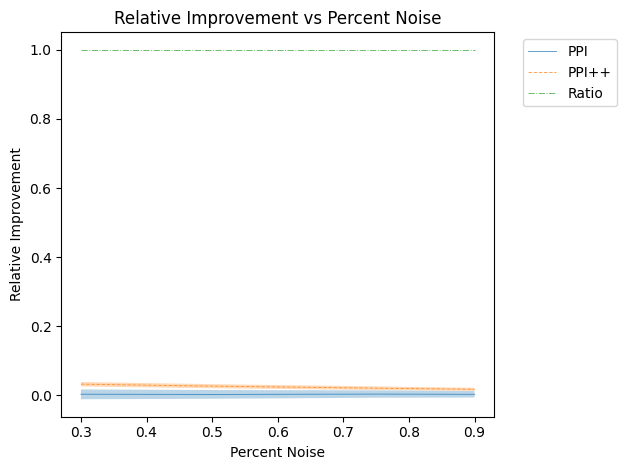 Relative Improvement vs Percent Noise
PPI
PPI++
Ratio
1.0
0.8
0.6
0.4
0.2
0.0
Relative Improvement
0.3 0.4 0.5 0.6 0.7 0.8 0.9
Percent Noise